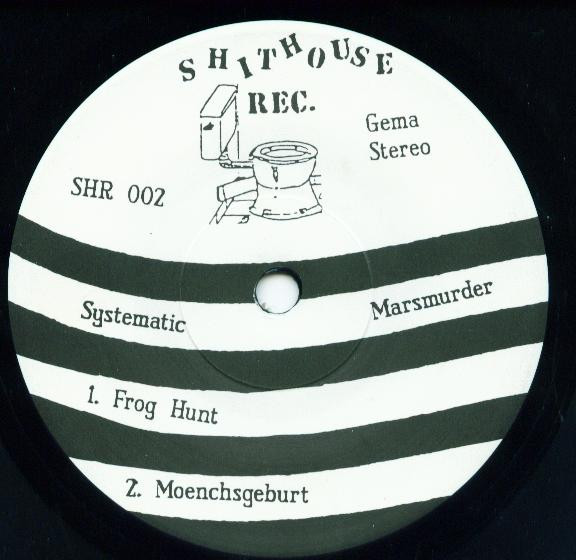 SHITHOUSE
REC.
Gema
Stereo
SHR 002
Systematic Marsmurder
1. Frog Hunt
2. Moenchsgeburt